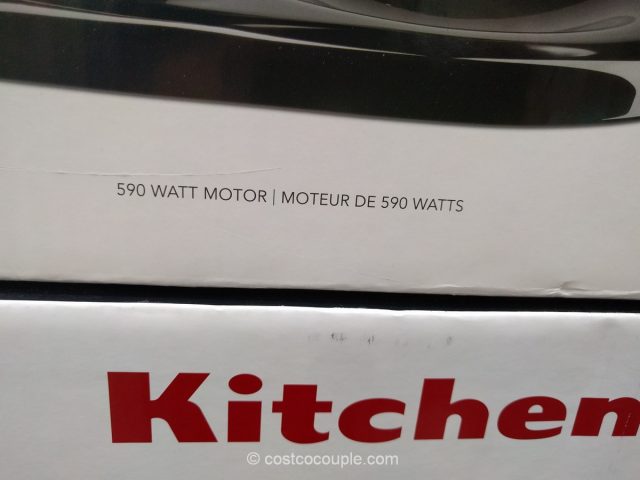 590 WATT MOTOR | MOTEUR DE 590 WATTS
Kitchen
© costcocouple.com